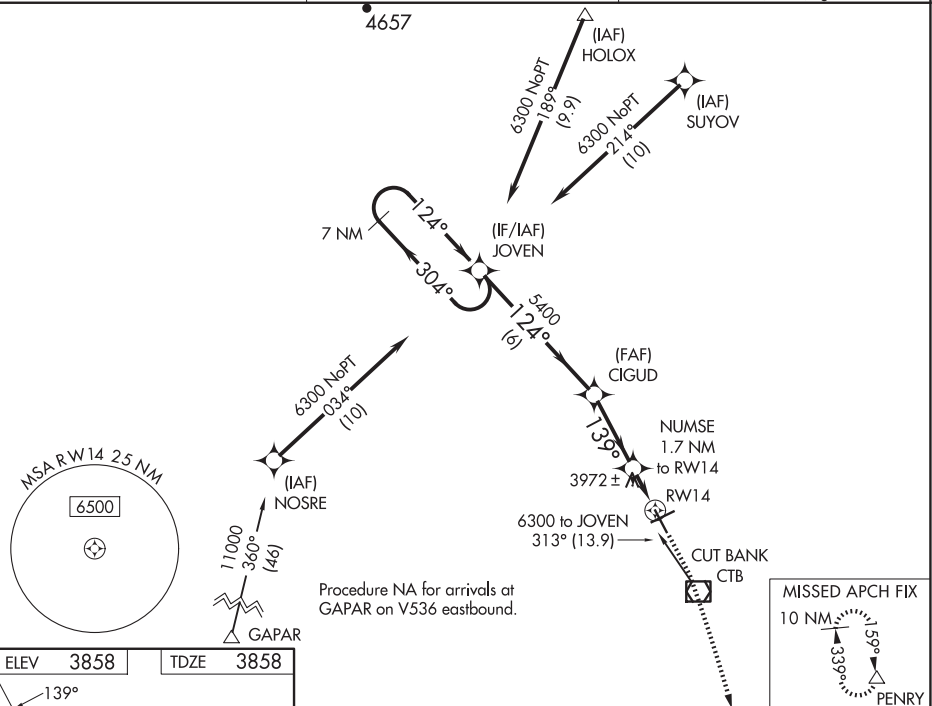 4657
(IAF)
HOLOX
6300 NoPT
189°
(9.9)
(IAF)
SUYOV
6300 NoPT
214°
(10)
7 NM
124°
304°
(IF/IAF)
JOVEN
5400
124°
(6)
(FAF)
CIGUD
139°
NUMSE
1.7 NM
to RW14
3972 ±
RW14
6300 to JOVEN
313° (13.9)
CUT BANK
CTB
6300 NoPT
034°
(10)
(IAF)
NOSRE
MSA RW14 25 NM
6500
11000
360°
(46)
GAPAR
Procedure NA for arrivals at
GAPAR on V536 eastbound.
MISSED APCH FIX
10 NM
159°
339°
PENRY
ELEV 3858
TDZE 3858
139°